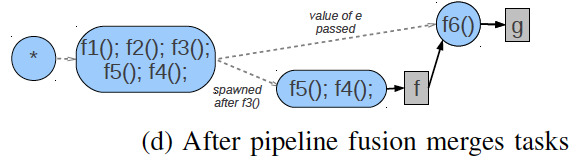 value of e
passed
*
f1(); f2(); f3();
f5(); f4();
f6()
g
spawned
after f3()
f5(); f4();
f
(d) After pipeline fusion merges tasks